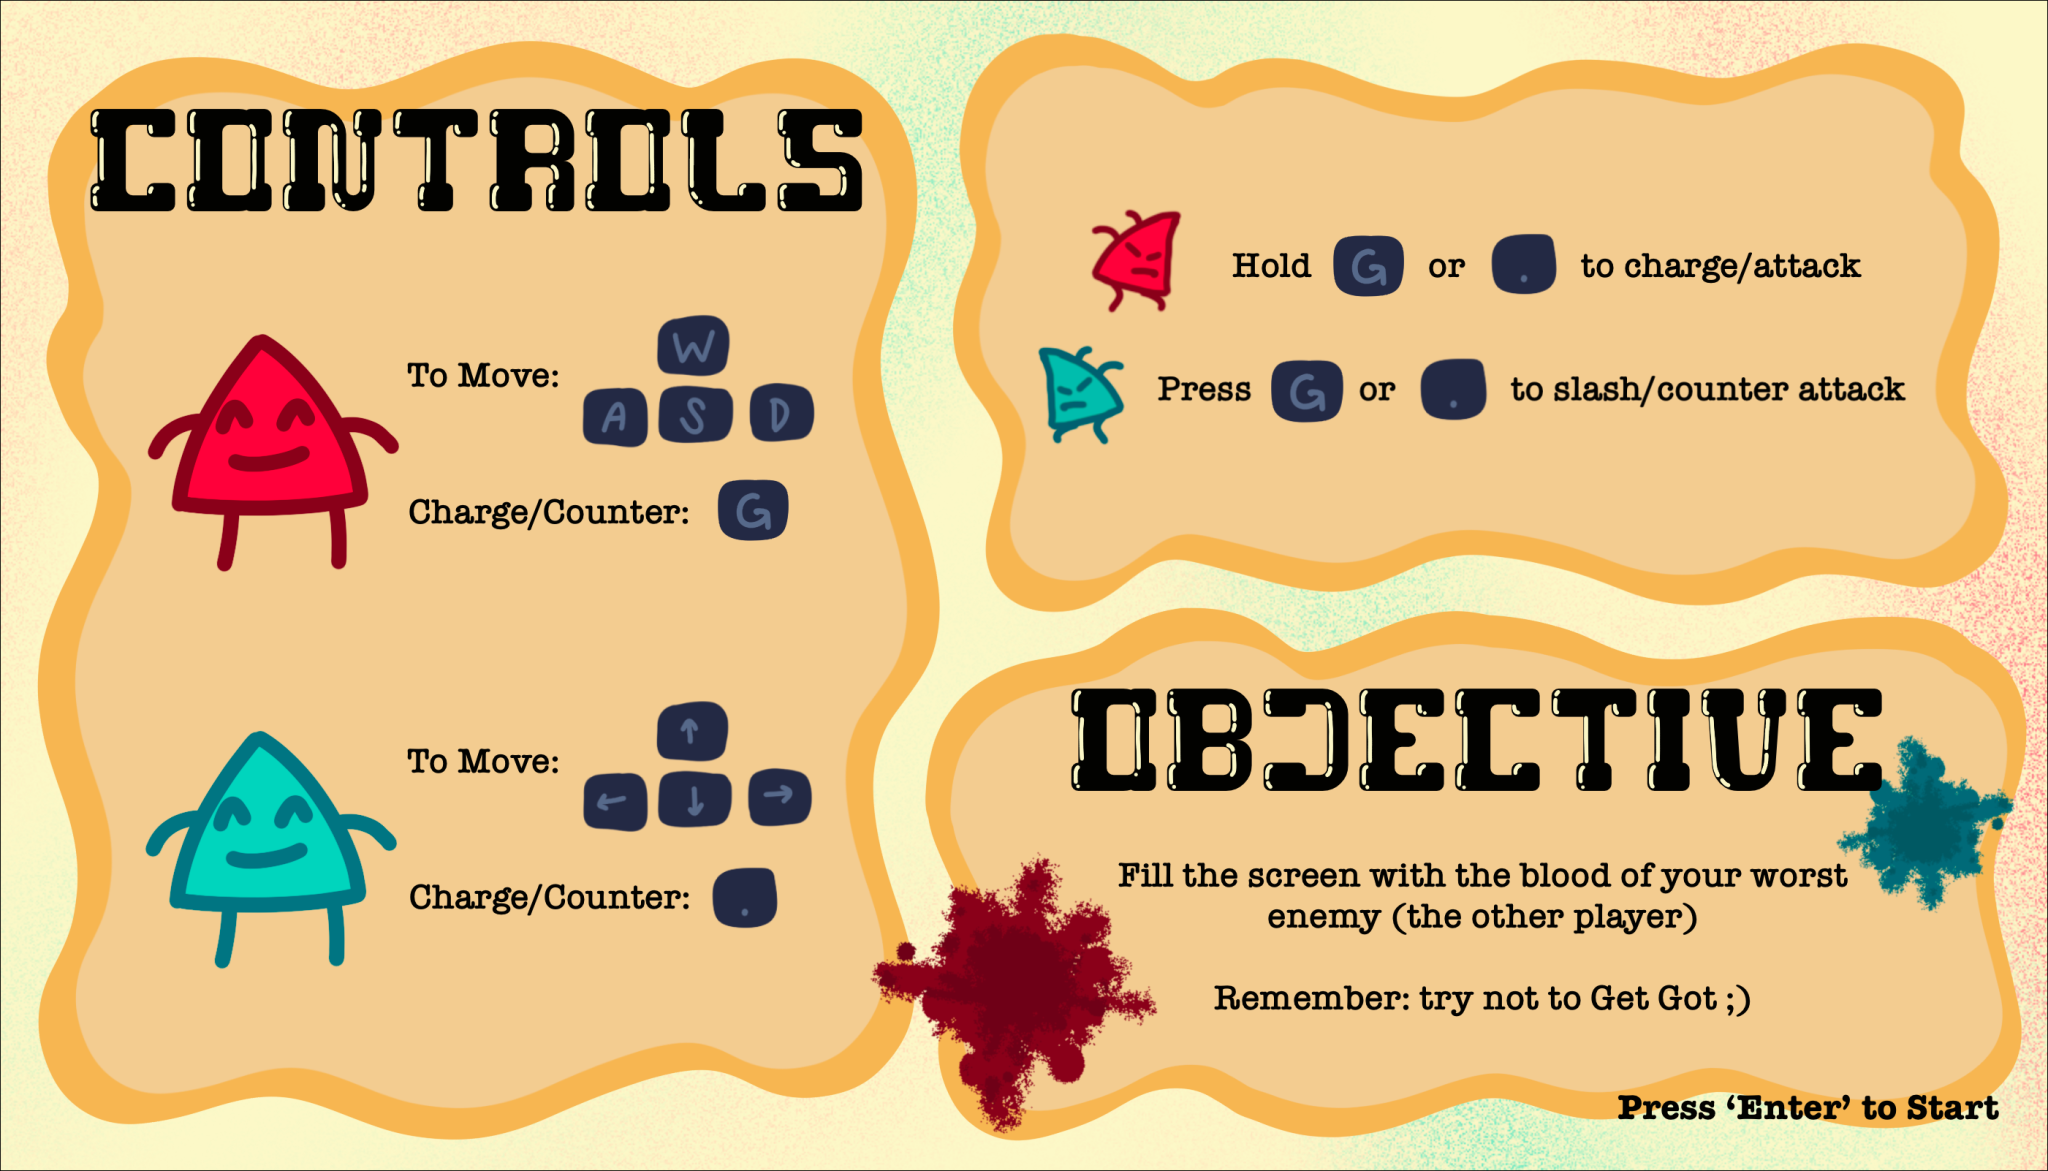 CONTROLS
To Move:
W
A S D
Charge/Counter: G
To Move:
↑
← ↓ →
Charge/Counter: .
Hold G or . to charge/attack
Press G or . to slash/counter attack
OBJECTIVE
Fill the screen with the blood of your worst
enemy (the other player)
Remember: try not to Get Got ;)
Press ‘Enter’ to Start